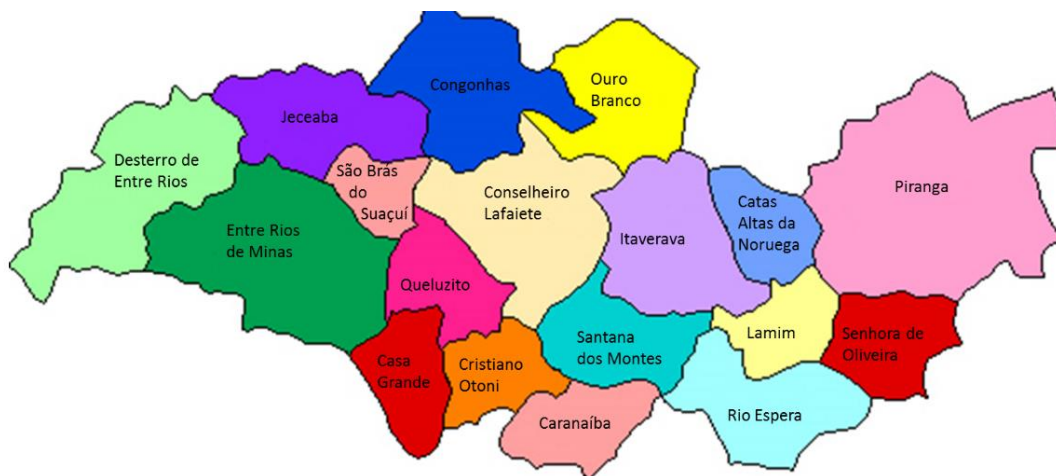 Congonhas
Ouro
Branco
Jeceaba
Desterro de
Entre Rios
São Brás
do
Suaçuí
Conselheiro
Lafaiete
Piranga
Catas
Altas da
Noruega
Itaverava
Entre Rios
de Minas
Queluzito
Santana
dos Montes
Lamim
Senhora de
Oliveira
Casa
Grande
Cristiano
Otoni
Caranaíba
Rio Espera